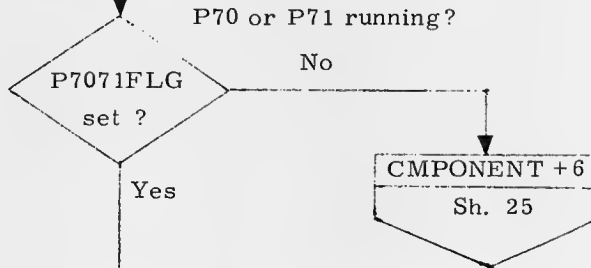 P70 or P71 running?
P7071FLG
set ?
No
Yes
CMPONENT +6
Sh. 25